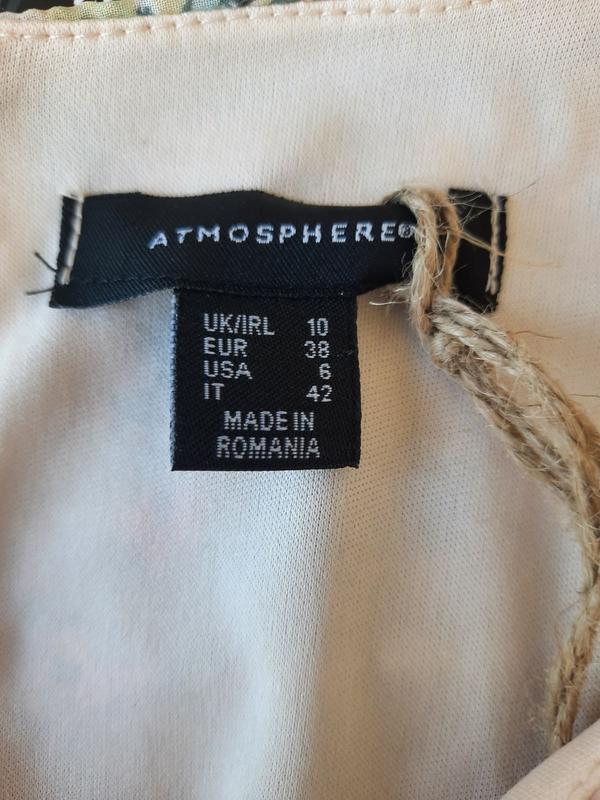 ATMOSPHERE®
UK/IRL 10
EUR 38
USA 6
IT 42
MADE IN
ROMANIA